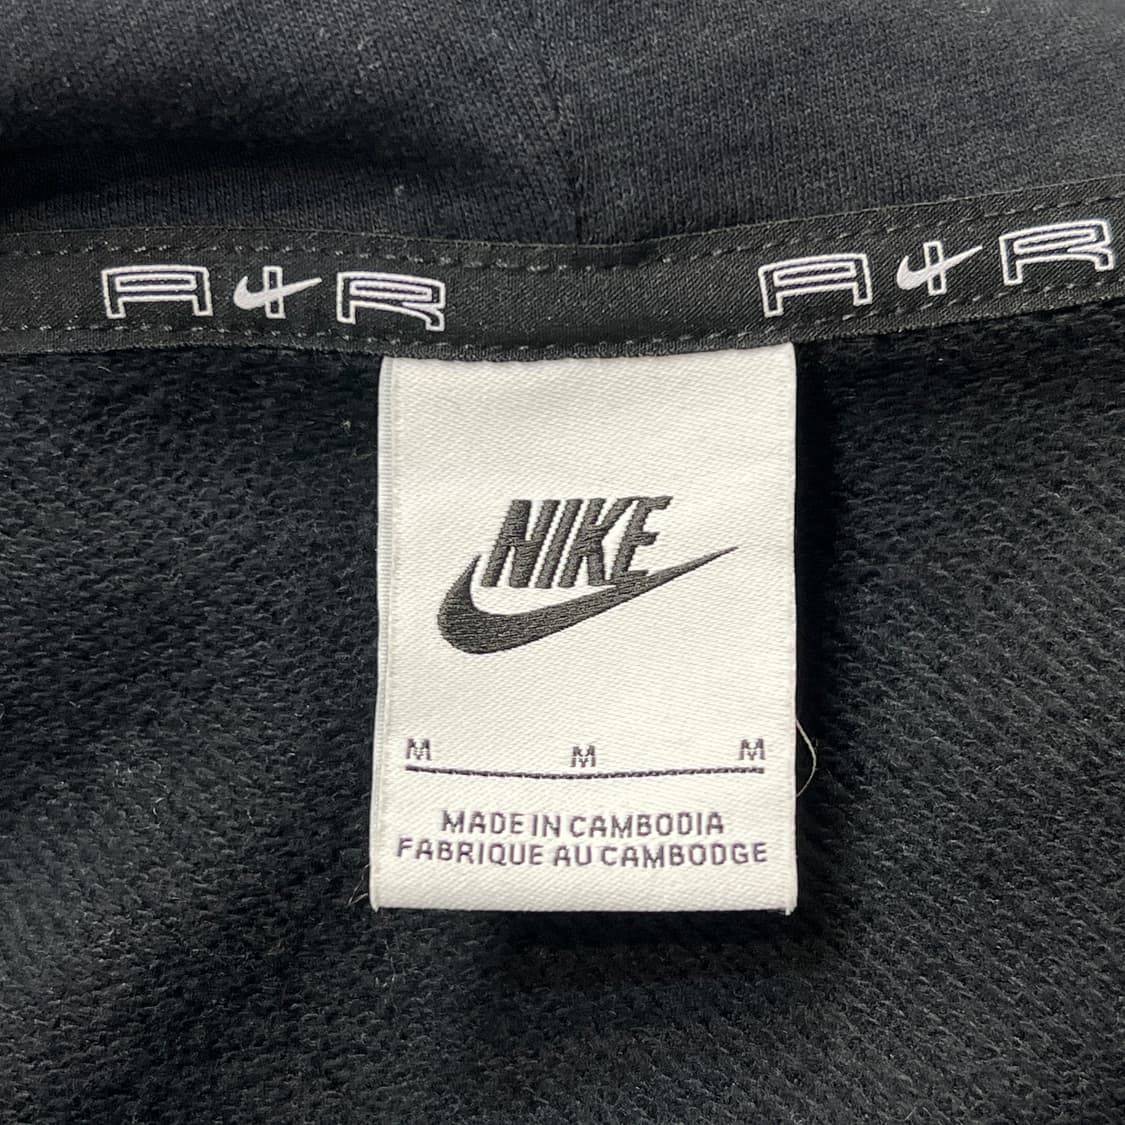 AIR AIR
NIKE
M M M
MADE IN CAMBODIA
FABRIQUE AU CAMBODGE